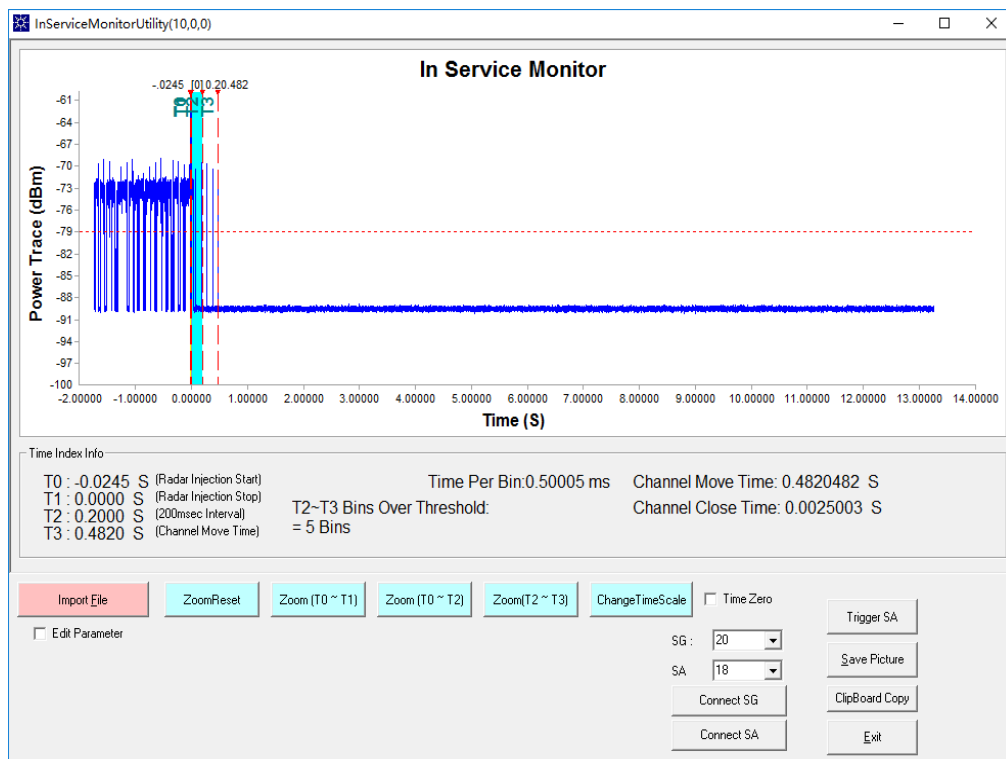 InServiceMonitorUtility(10,0,0)
In Service Monitor
-.0245 [0] 0.20.482
T2 T3
-61
-64
-67
-70
-73
-76
-79
-82
-85
-88
-91
-94
-97
-100
Power Trace (dBm)
-2.00000 -1.00000 0.00000 1.00000 2.00000 3.00000 4.00000 5.00000 6.00000 7.00000 8.00000 9.00000 10.00000 11.00000 12.00000 13.00000 14.00000
Time (S)
Time Index Info
T0 : -0.0245 S (Radar Injection Start)
T1 : 0.0000 S (Radar Injection Stop)
T2 : 0.2000 S (200msec Interval)
T3 : 0.4820 S (Channel Move Time)
Time Per Bin:0.50005 ms
T2~T3 Bins Over Threshold:
= 5 Bins
Channel Move Time: 0.4820482 S
Channel Close Time: 0.0025003 S
Import File
ZoomReset
Zoom (T0 ~ T1)
Zoom (T0 ~ T2)
Zoom(T2 ~ T3)
ChangeTimeScale
Time Zero
Edit Parameter
SG : 20
SA 18
Connect SG
Connect SA
Trigger SA
Save Picture
ClipBoard Copy
Exit